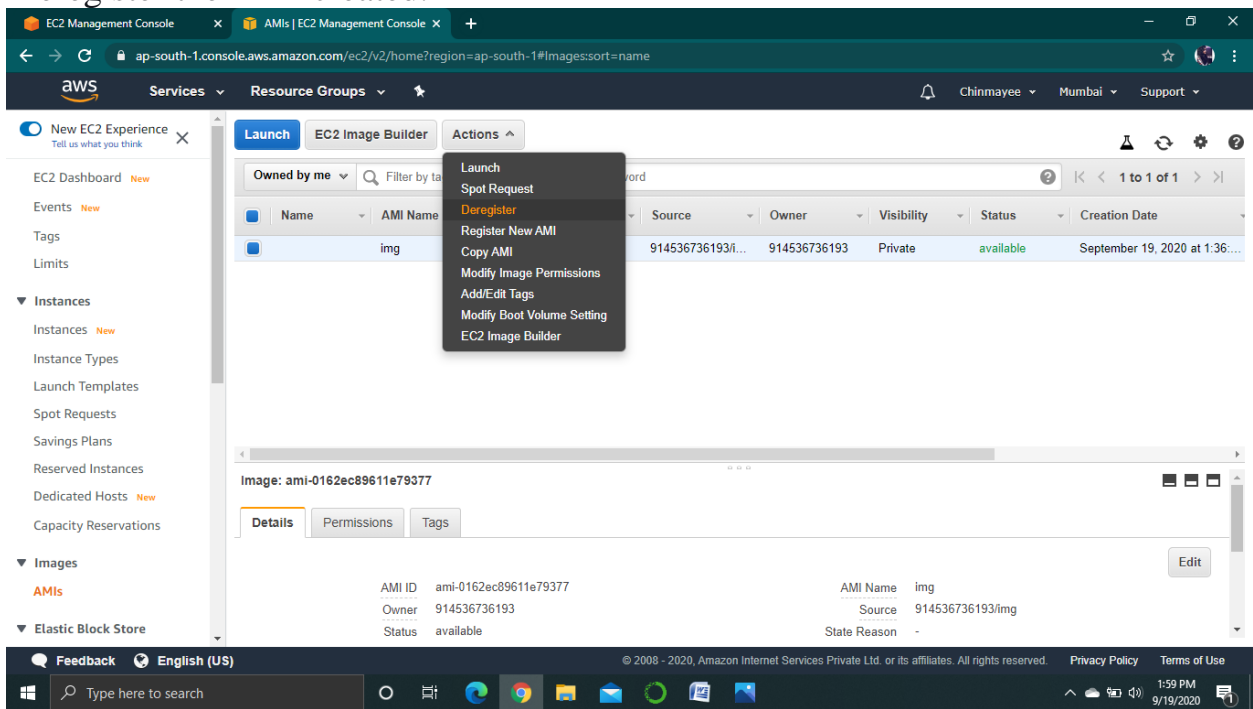 EC2 Management Console
AMIs | EC2 Management Console
ap-south-1.console.aws.amazon.com/ec2/v2/home?region=ap-south-1#Images:sort=name
aws Services Resource Groups Chinmayee Mumbai Support
New EC2 Experience
Tell us what you think
EC2 Dashboard New
Events New
Tags
Limits
Instances
Instances New
Instance Types
Launch Templates
Spot Requests
Savings Plans
Reserved Instances
Dedicated Hosts New
Capacity Reservations
Images
AMIs
Elastic Block Store
Launch EC2 Image Builder Actions
Launch
Spot Request
Deregister
Register New AMI
Copy AMI
Modify Image Permissions
Add/Edit Tags
Modify Boot Volume Setting
EC2 Image Builder
Owned by me Filter by 1 to 1 of 1
Name AMI Name Source Owner Visibility Status Creation Date
img 914536736193/i... 914536736193 Private available September 19, 2020 at 1:36:...
Image: ami-0162ec89611e79377
Details Permissions Tags
Edit
AMI ID ami-0162ec89611e79377 AMI Name img
Owner 914536736193 Source 914536736193/img
Status available State Reason -
Feedback English (US) © 2008 - 2020, Amazon Internet Services Private Ltd. or its affiliates. All rights reserved. Privacy Policy Terms of Use
Type here to search
1:59 PM
9/19/2020
1